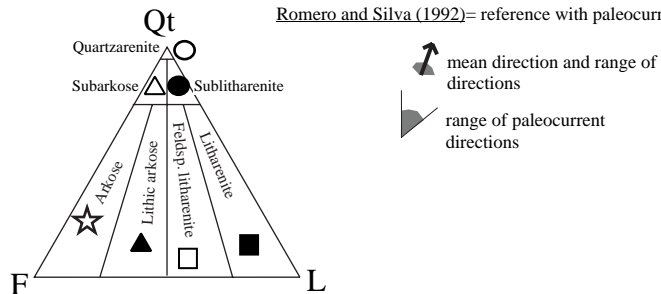 Qt
Romero and Silva (1992)= reference with paleocurr
Quartzarenite
mean direction and range of
directions
Subarkose
Sublitharenite
range of paleocurrent
directions
Arkose
Lithic arkose
Feldsp. litharenite
Litharenite
F
L